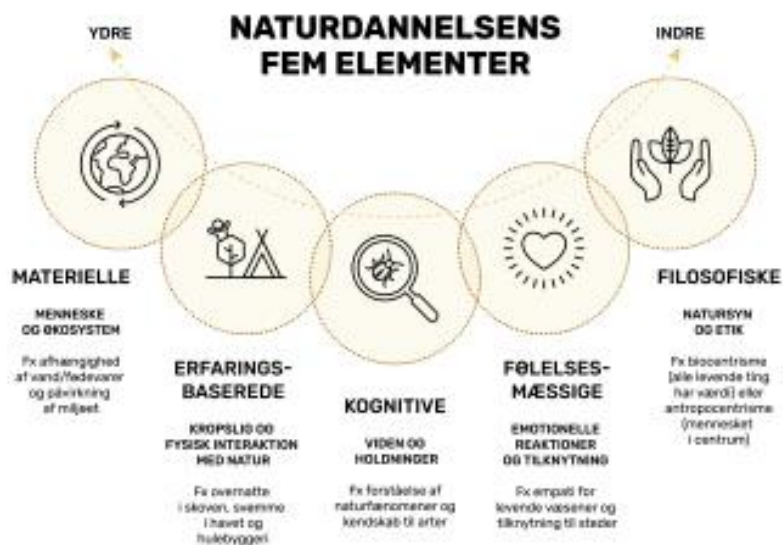 NATURDANNELSENS
FEM ELEMENTER
YDRE
INDRE
MATERIELLE
MENNESKE
OG ØKOSYSTEM
Fx afhængighed
af vand/fødevarer
og påvirkning
af miljøet
ERFARINGS-
BASEREDE
KROPSLIG OG
FYSISK INTERAKTION
MED NATUR
Fx overnatte
i skoven, svømme
i havet og
hulebyggeri
KOGNITIVE
VIDEN OG
HOLDNINGER
Fx forståelse af
naturfænomener og
kendskab til arter
FØLELSES-
MÆSSIGE
EMOTIONELLE
REAKTIONER
OG TILKNYTNING
Fx empati for
levende væsener og
tilknytning til steder
FILOSOFISKE
NATURSYN
OG ETIK
Fx biocentrisme
(alle levende ting
har værdi) eller
antropocentrisme
(mennesket
i centrum)